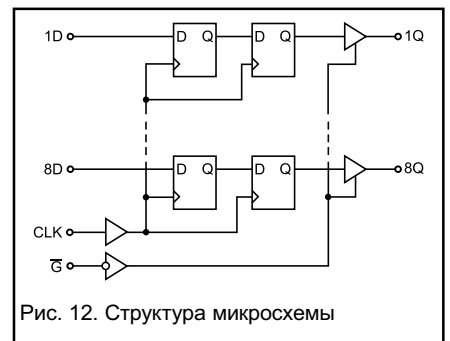 1D D Q D Q 1Q
8D D Q D Q 8Q
CLK
G̅
Рис. 12. Структура микросхемы